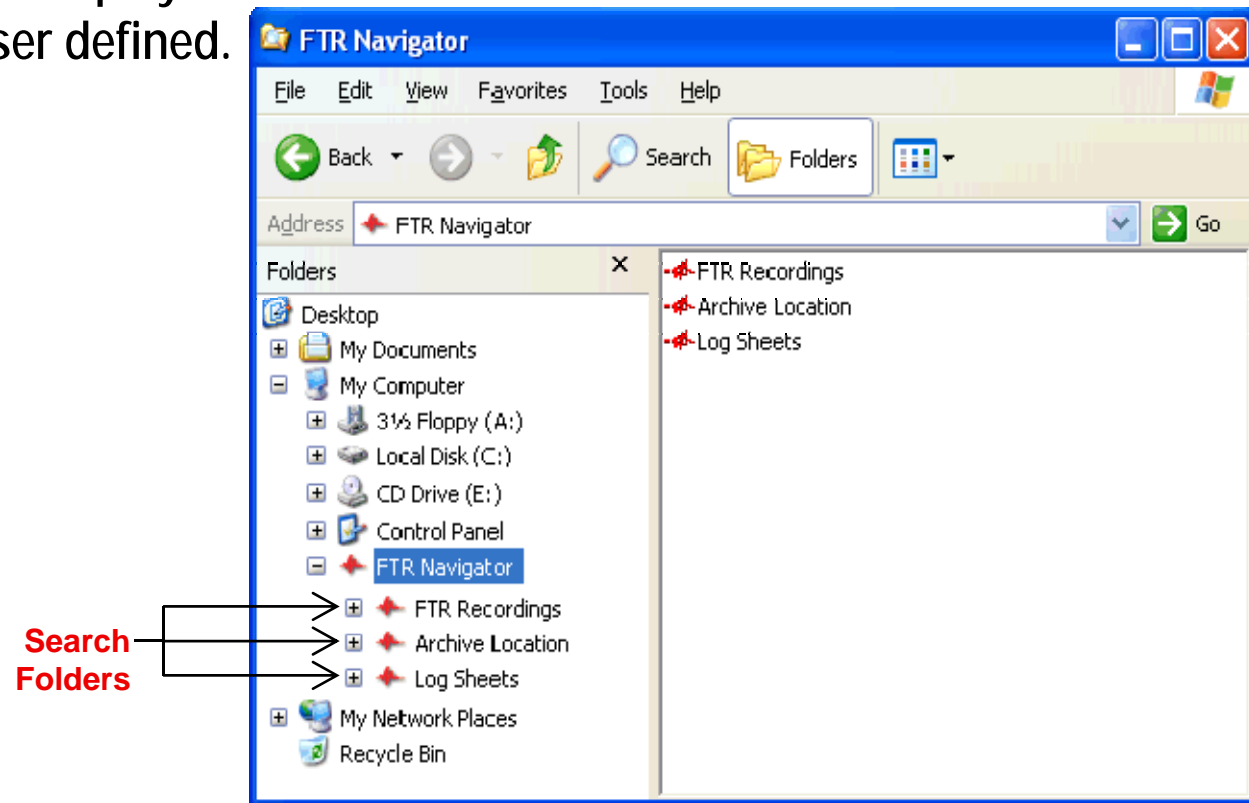 ser defined.
FTR Navigator
File Edit View Favorites Tools Help
Back Search Folders
Address FTR Navigator Go
Folders x
Desktop
My Documents
My Computer
3½ Floppy (A:)
Local Disk (C:)
CD Drive (E:)
Control Panel
FTR Navigator
FTR Recordings
Archive Location
Log Sheets
My Network Places
Recycle Bin
FTR Recordings
Archive Location
Log Sheets
Search
Folders